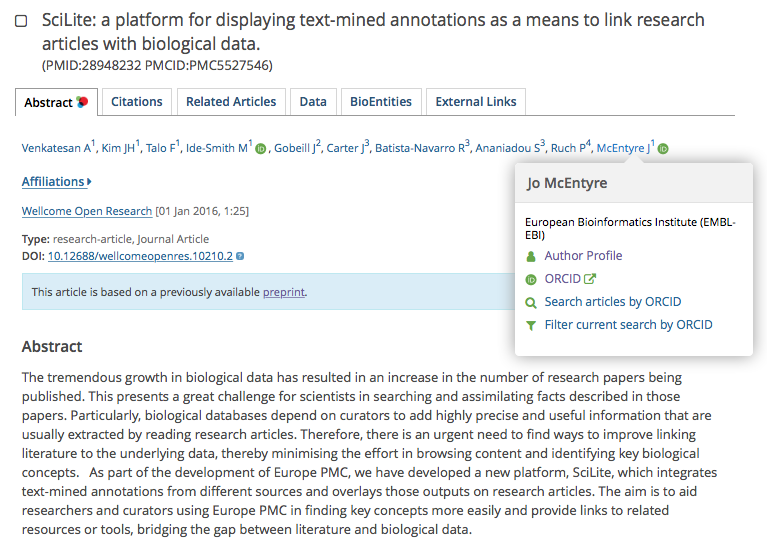 SciLite: a platform for displaying text-mined annotations as a means to link research
articles with biological data.
(PMID:28948232 PMCID:PMC5527546)
Abstract Citations Related Articles Data BioEntities External Links
Venkatesan A1, Kim JH1, Talo F1, Ide-Smith M1 iD , Gobeill J2, Carter J3, Batista-Navarro R3, Ananiadou S3, Ruch P4, McEntyre J1 iD
Affiliations
Wellcome Open Research [01 Jan 2016, 1:25]
Type: research-article, Journal Article
DOI: 10.12688/wellcomeopenres.10210.2 ?
This article is based on a previously available preprint.
Jo McEntyre
European Bioinformatics Institute (EMBL-
EBI)
Author Profile
iD ORCID
Search articles by ORCID
Filter current search by ORCID
Abstract
The tremendous growth in biological data has resulted in an increase in the number of research papers being
published. This presents a great challenge for scientists in searching and assimilating facts described in those
papers. Particularly, biological databases depend on curators to add highly precise and useful information that are
usually extracted by reading research articles. Therefore, there is an urgent need to find ways to improve linking
literature to the underlying data, thereby minimising the effort in browsing content and identifying key biological
concepts. As part of the development of Europe PMC, we have developed a new platform, SciLite, which integrates
text-mined annotations from different sources and overlays those outputs on research articles. The aim is to aid
researchers and curators using Europe PMC in finding key concepts more easily and provide links to related
resources or tools, bridging the gap between literature and biological data.